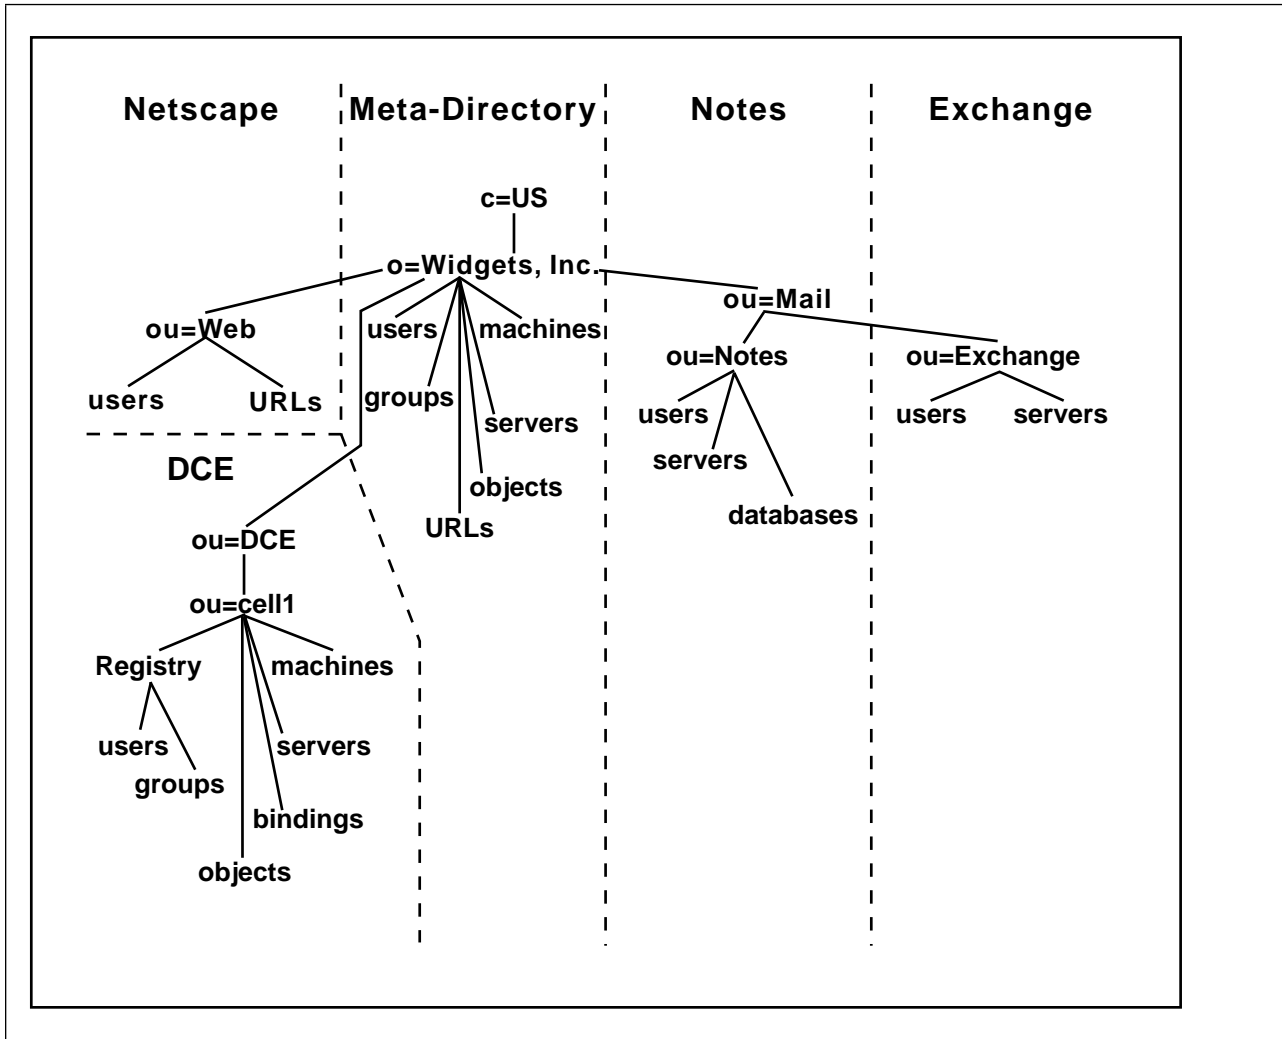 Netscape
Meta-Directory
Notes
Exchange
c=US
o=Widgets, Inc.
ou=Mail
ou=Web
users
machines
ou=Notes
ou=Exchange
users
URLs
groups
servers
users
servers
users
servers
DCE
objects
URLs
databases
ou=DCE
ou=cell1
Registry
machines
users
servers
groups
bindings
objects